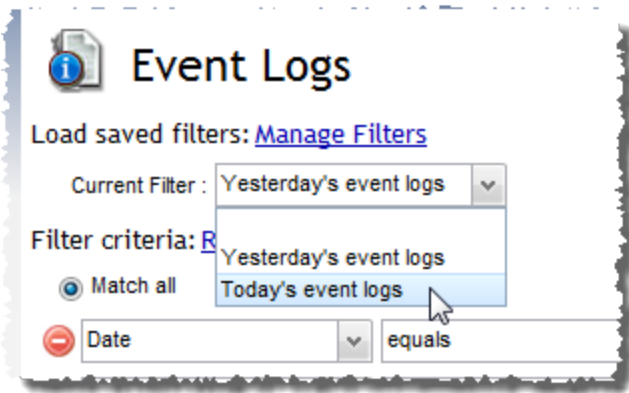 Event Logs
Load saved filters: Manage Filters
Current Filter : Yesterday's event logs
Filter criteria: R
Yesterday's event logs
Match all
Today's event logs
Date equals